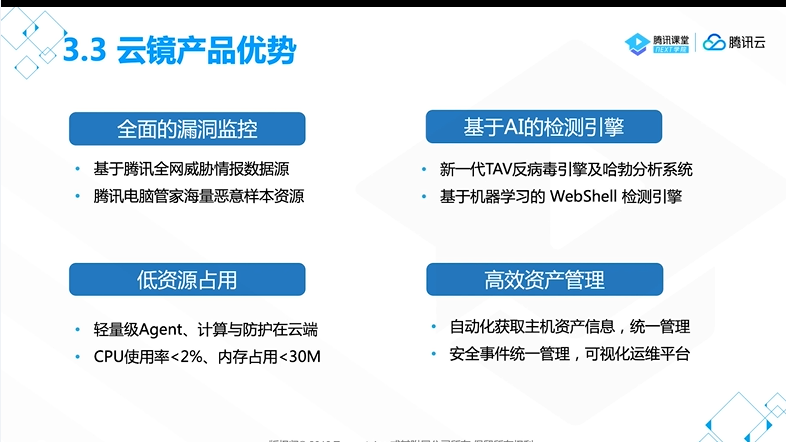 3.3 云镜产品优势
腾讯课堂
NEXT学院
腾讯云
全面的漏洞监控
• 基于腾讯全网威胁情报数据源
• 腾讯电脑管家海量恶意样本资源
基于AI的检测引擎
• 新一代TAV反病毒引擎及哈勃分析系统
• 基于机器学习的 WebShell 检测引擎
低资源占用
• 轻量级Agent、计算与防护在云端
• CPU使用率<2%、内存占用<30M
高效资产管理
• 自动化获取主机资产信息，统一管理
• 安全事件统一管理，可视化运维平台